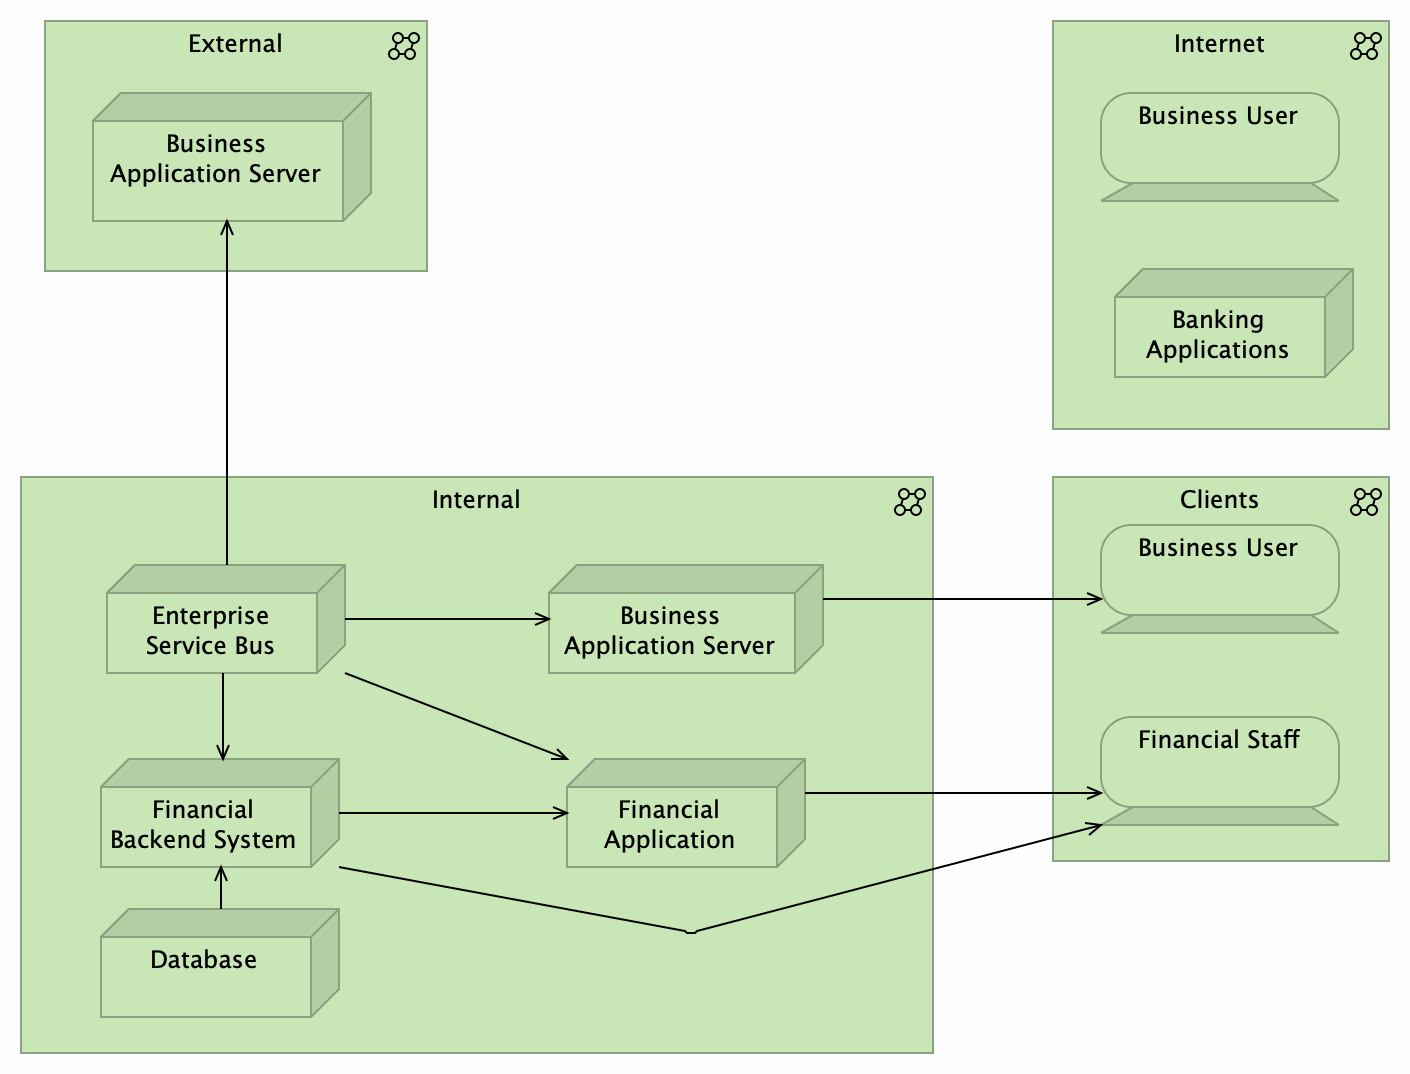 External
Business
Application Server
Internet
Business User
Banking
Applications
Internal
Enterprise
Service Bus
Business
Application Server
Financial
Backend System
Financial
Application
Database
Clients
Business User
Financial Staff